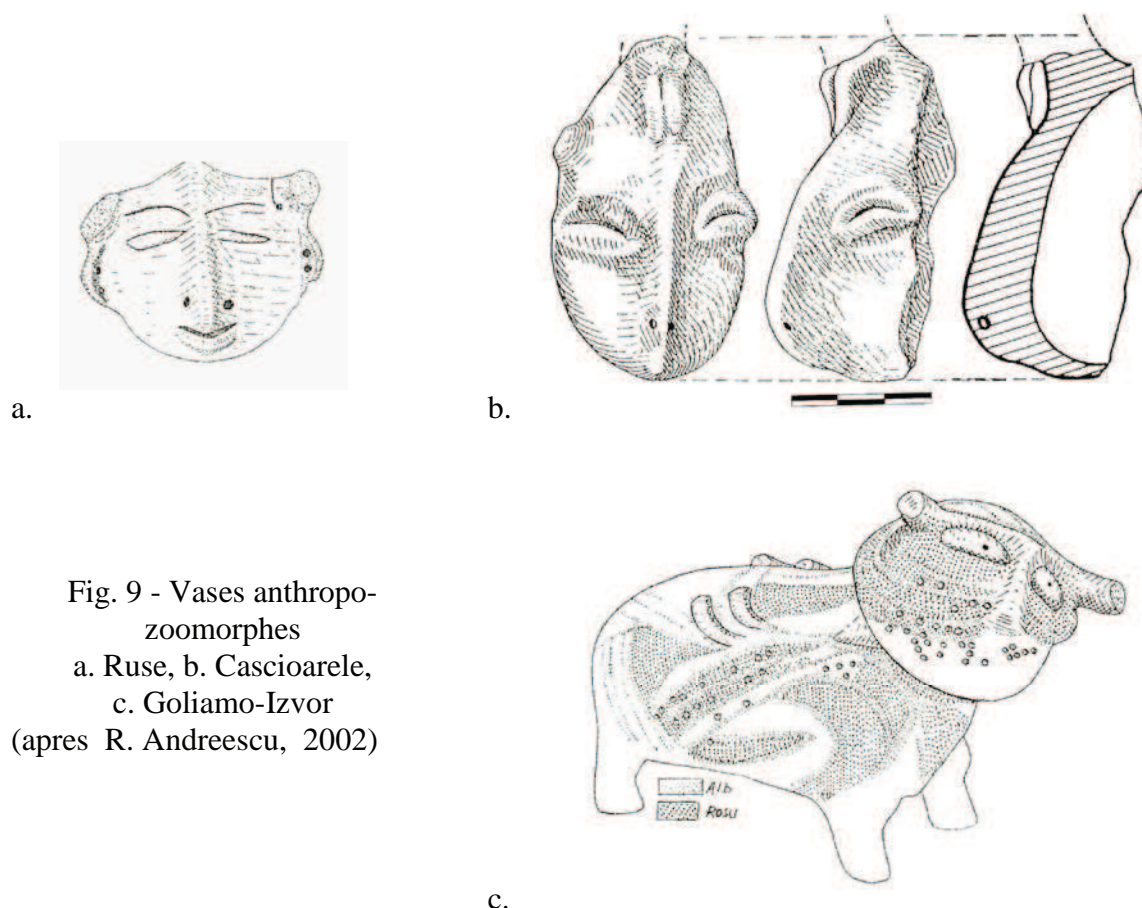 a.
b.
Fig. 9 - Vases anthropo-
zoomorphes
a. Ruse, b. Cascioarele,
c. Goliamo-Izvor
(apres R. Andreescu, 2002)
Alb
Rosu
c.